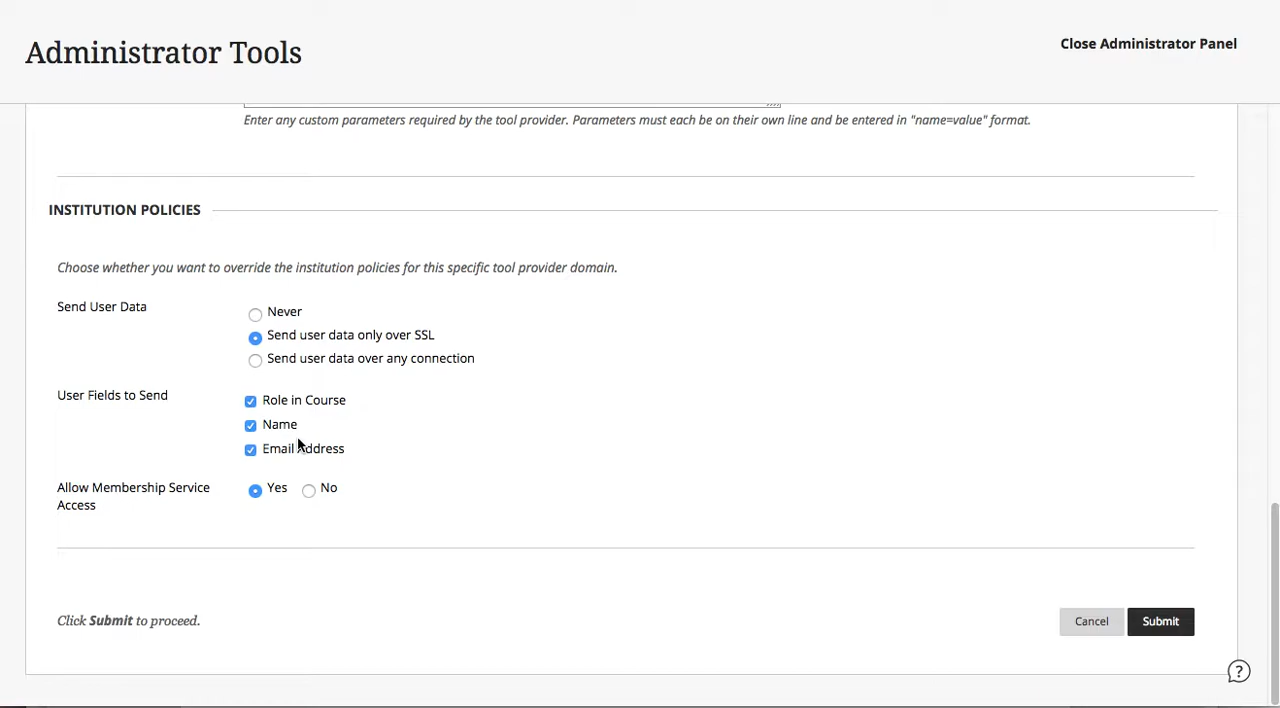 Administrator Tools
Close Administrator Panel
Enter any custom parameters required by the tool provider. Parameters must each be on their own line and be entered in "name=value" format.
INSTITUTION POLICIES
Choose whether you want to override the institution policies for this specific tool provider domain.
Send User Data
Never
Send user data only over SSL
Send user data over any connection
User Fields to Send
Role in Course
Name
Email Address
Allow Membership Service
Access
Yes
No
Click Submit to proceed.
Cancel
Submit
?